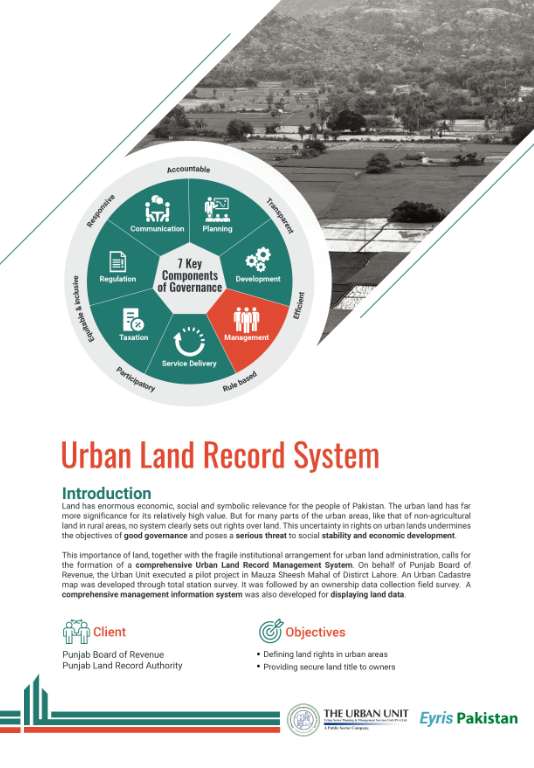 Accountable
Responsive
Transparent
Communication
Planning
7 Key
Components
of Governance
Regulation
Development
Equitable & inclusive
Efficient
Taxation
Management
Service Delivery
Participatory
Rule based
Urban Land Record System
Introduction
Land has enormous economic, social and symbolic relevance for the people of Pakistan. The urban land has far
more significance for its relatively high value. But for many parts of the urban areas, like that of non-agricultural
land in rural areas, no system clearly sets out rights over land. This uncertainty in rights on urban lands undermines
the objectives of good governance and poses a serious threat to social stability and economic development.
This importance of land, together with the fragile institutional arrangement for urban land administration, calls for
the formation of a comprehensive Urban Land Record Management System. On behalf of Punjab Board of
Revenue, the Urban Unit executed a pilot project in Mauza Sheesh Mahal of Distirct Lahore. An Urban Cadastre
map was developed through total station survey. It was followed by an ownership data collection field survey. A
comprehensive management information system was also developed for displaying land data.
Client
Punjab Board of Revenue
Punjab Land Record Authority
Objectives
• Defining land rights in urban areas
• Providing secure land title to owners
THE URBAN UNIT
Urban Sector Planning & Management Services Unit (Pvt.) Ltd.
A Public Sector Company
Eyris Pakistan